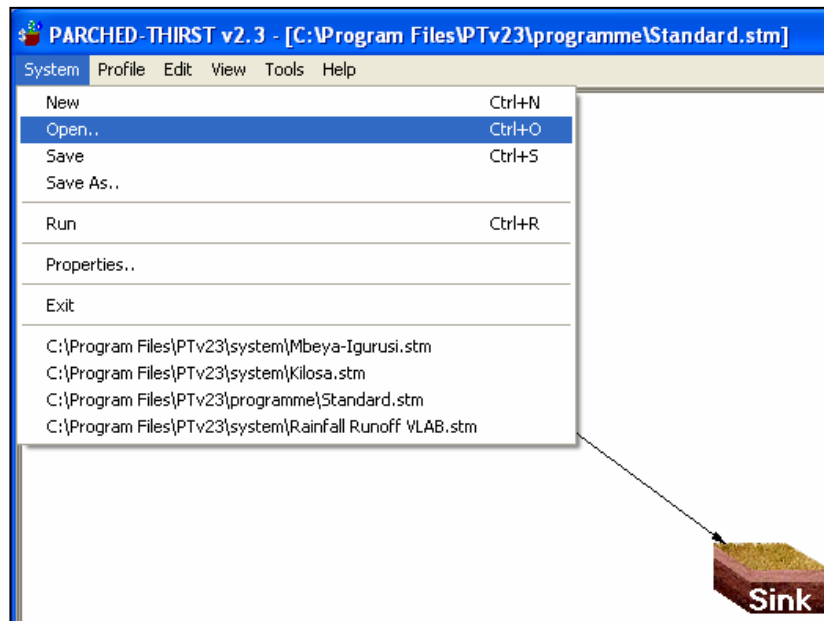 PARCHED-THIRST v2.3 - [C:\Program Files\PTv23\programme\Standard.stm]
System Profile Edit View Tools Help
New Ctrl+N
Open.. Ctrl+O
Save Ctrl+S
Save As..
Run Ctrl+R
Properties..
Exit
C:\Program Files\PTv23\system\Mbeya-Igurusi.stm
C:\Program Files\PTv23\system\Kilosa.stm
C:\Program Files\PTv23\programme\Standard.stm
C:\Program Files\PTv23\system\Rainfall Runoff VLAB.stm
Sink